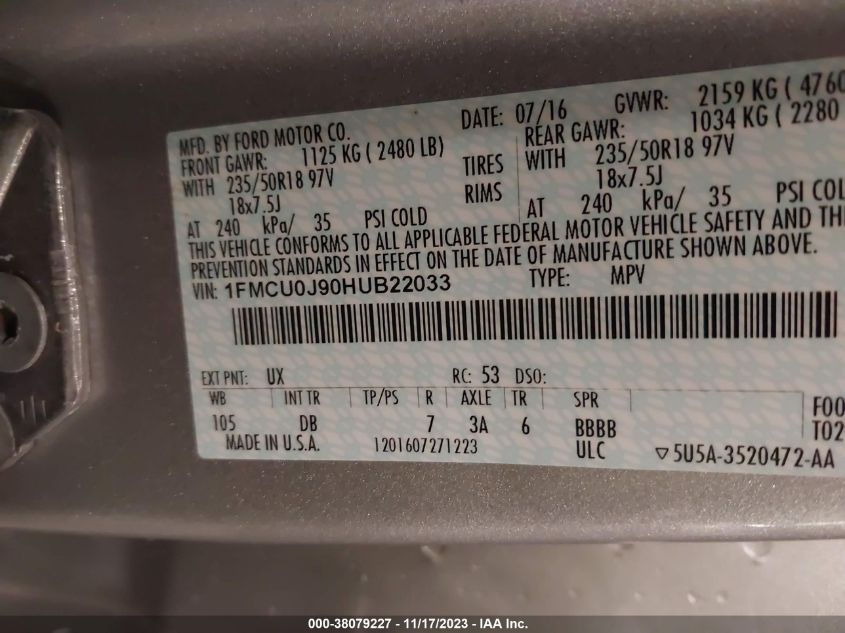 MFD. BY FORD MOTOR CO.
DATE: 07/16 GVWR: 2159 KG ( 4760
FRONT GAWR: 1125 KG ( 2480 LB) REAR GAWR: 1034 KG ( 2280
WITH 235/50R18 97V TIRES WITH 235/50R18 97V
18x7.5J RIMS 18x7.5J
AT 240 kPa/ 35 PSI COLD AT 240 kPa/ 35 PSI COL
THIS VEHICLE CONFORMS TO ALL APPLICABLE FEDERAL MOTOR VEHICLE SAFETY AND THE
PREVENTION STANDARDS IN EFFECT ON THE DATE OF MANUFACTURE SHOWN ABOVE.
VIN: 1FMCU0J90HUB22033 TYPE: MPV
EXT PNT: UX RC: 53 DSO:
WB INT TR TP/PS R AXLE TR SPR
105 DB 7 3A 6 BBBB
F00
T02
MADE IN U.S.A. 1201607271223 ULC ▽5U5A-3520472-AA
000-38079227 - 11/17/2023 - IAA Inc.